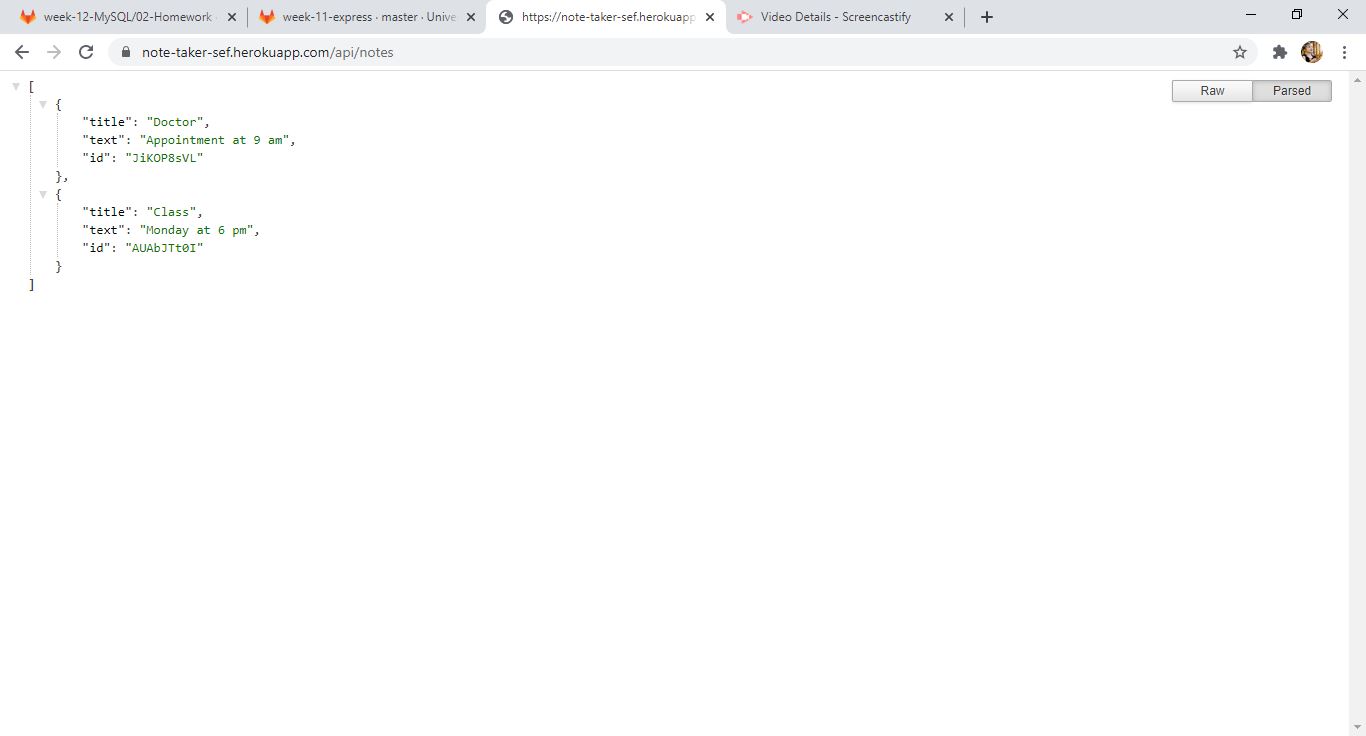 week-12-MySQL/02-Homework ·
week-11-express · master · Unive
https://note-taker-sef.herokuapp
Video Details - Screencastify
note-taker-sef.herokuapp.com/api/notes
Raw
Parsed
[
{
"title": "Doctor",
"text": "Appointment at 9 am",
"id": "JiKOP8sVL"
},
{
"title": "Class",
"text": "Monday at 6 pm",
"id": "AUAbJTt0I"
}
]